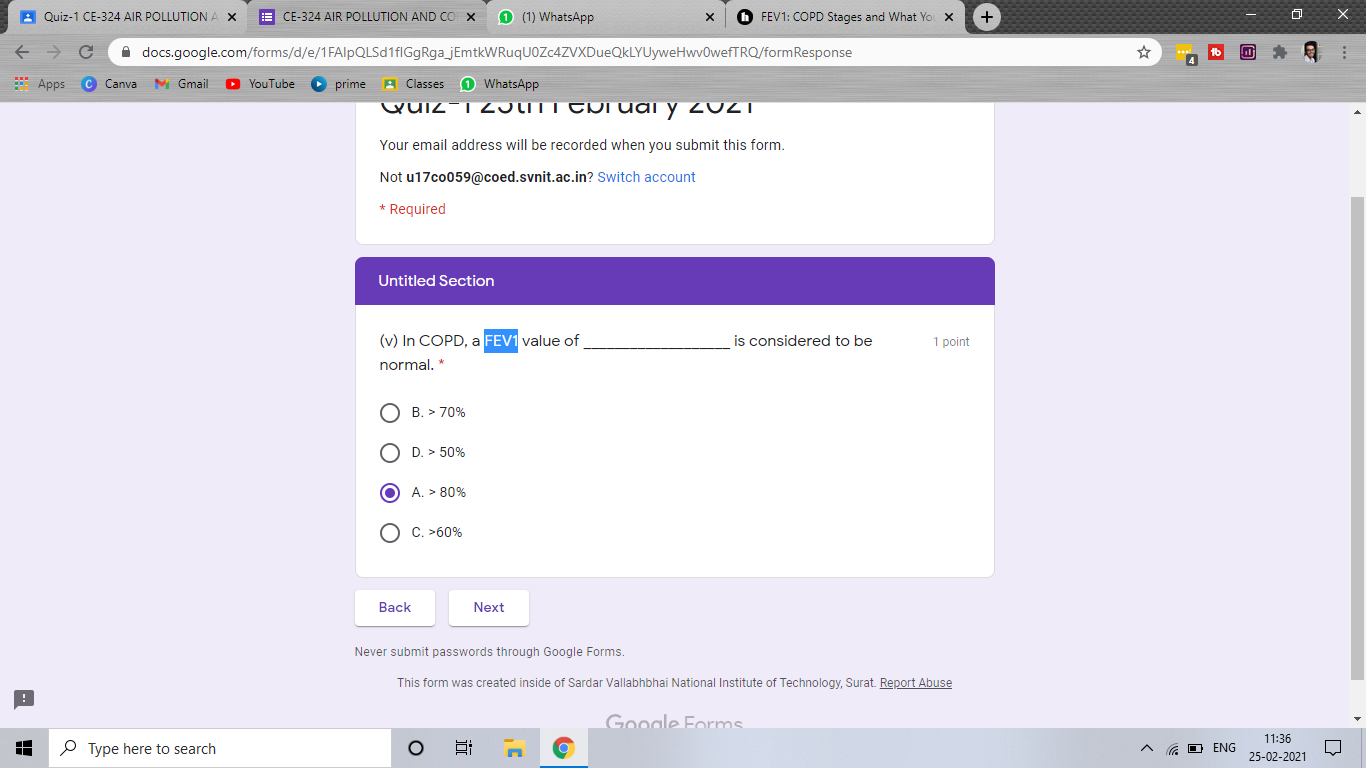 Quiz-1 CE-324 AIR POLLUTION A
CE-324 AIR POLLUTION AND CO
(1) WhatsApp
FEV1: COPD Stages and What Yo
docs.google.com/forms/d/e/1FAIpQLSd1flGgRga_jEmtkWRuqU0Zc4ZVXDueQkLYUyweHwv0wefTRQ/formResponse
4
Apps
Canva
Gmail
YouTube
prime
Classes
WhatsApp
Quiz-1 25th February 2021
Your email address will be recorded when you submit this form.
Not u17co059@coed.svnit.ac.in? Switch account
* Required
Untitled Section
(v) In COPD, a FEV1 value of ___________________ is considered to be
normal. *
1 point
B. > 70%
D. > 50%
A. > 80%
C. >60%
Back
Next
Never submit passwords through Google Forms.
This form was created inside of Sardar Vallabhbhai National Institute of Technology, Surat. Report Abuse
Google Forms
Type here to search
ENG
11:36
25-02-2021